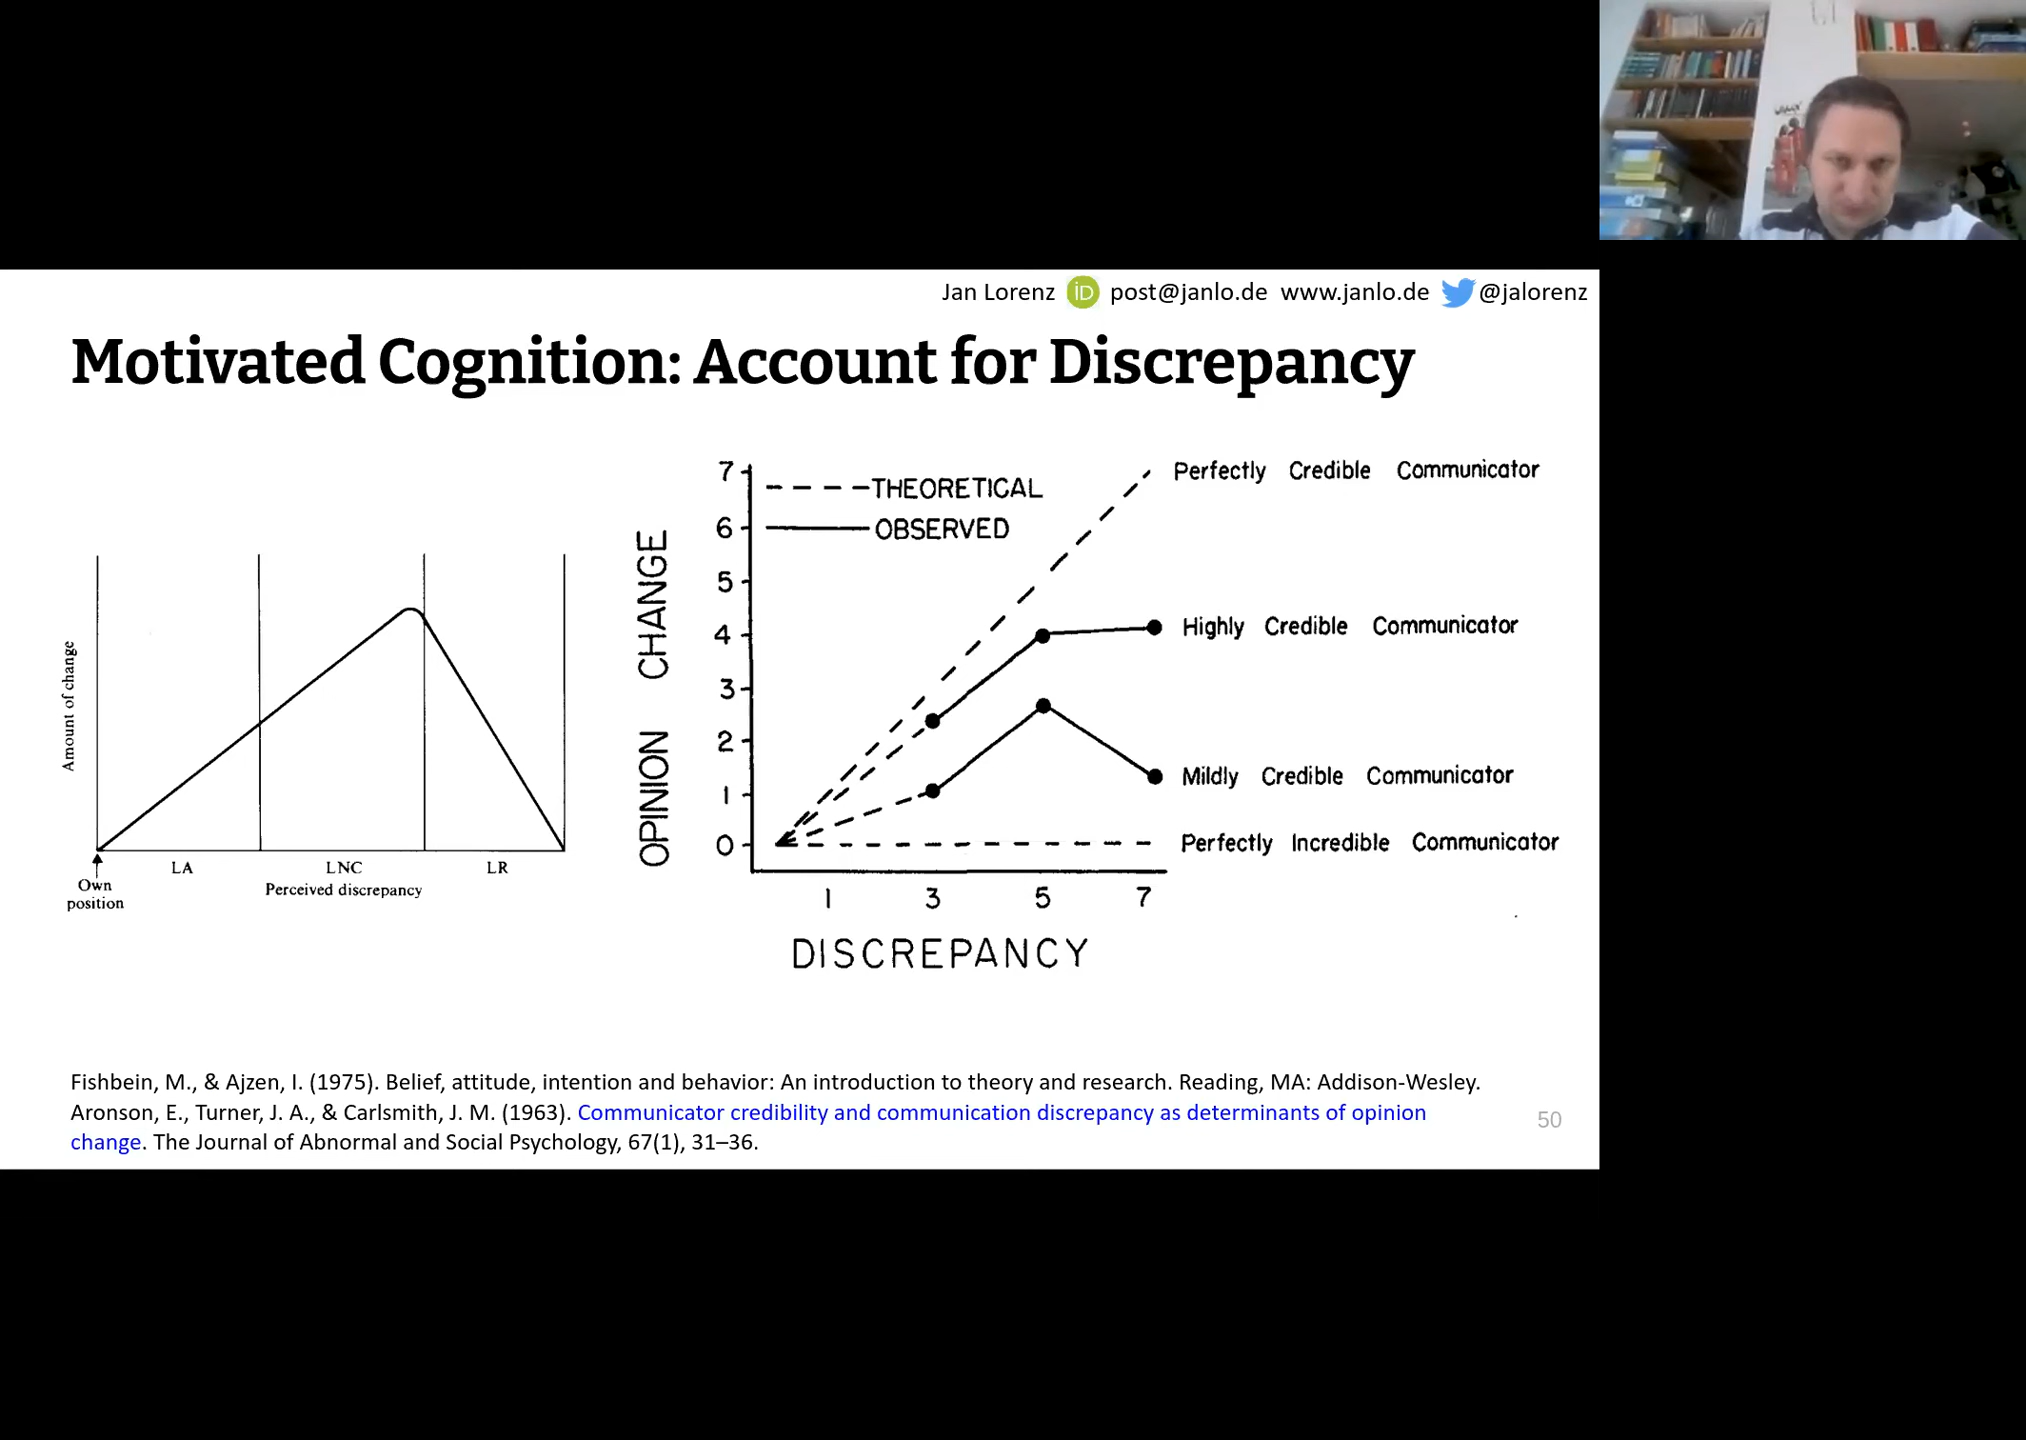 Jan Lorenz iD post@janlo.de www.janlo.de @jalorenz
Motivated Cognition: Account for Discrepancy
Amount of change
LA
LNC
LR
Own
position
Perceived discrepancy
OPINION CHANGE
7
6
5
4
3
2
1
0
THEORETICAL
OBSERVED
Perfectly Credible Communicator
Highly Credible Communicator
Mildly Credible Communicator
Perfectly Incredible Communicator
1 3 5 7
DISCREPANCY
Fishbein, M., & Ajzen, I. (1975). Belief, attitude, intention and behavior: An introduction to theory and research. Reading, MA: Addison-Wesley.
Aronson, E., Turner, J. A., & Carlsmith, J. M. (1963). Communicator credibility and communication discrepancy as determinants of opinion
change. The Journal of Abnormal and Social Psychology, 67(1), 31–36.
50